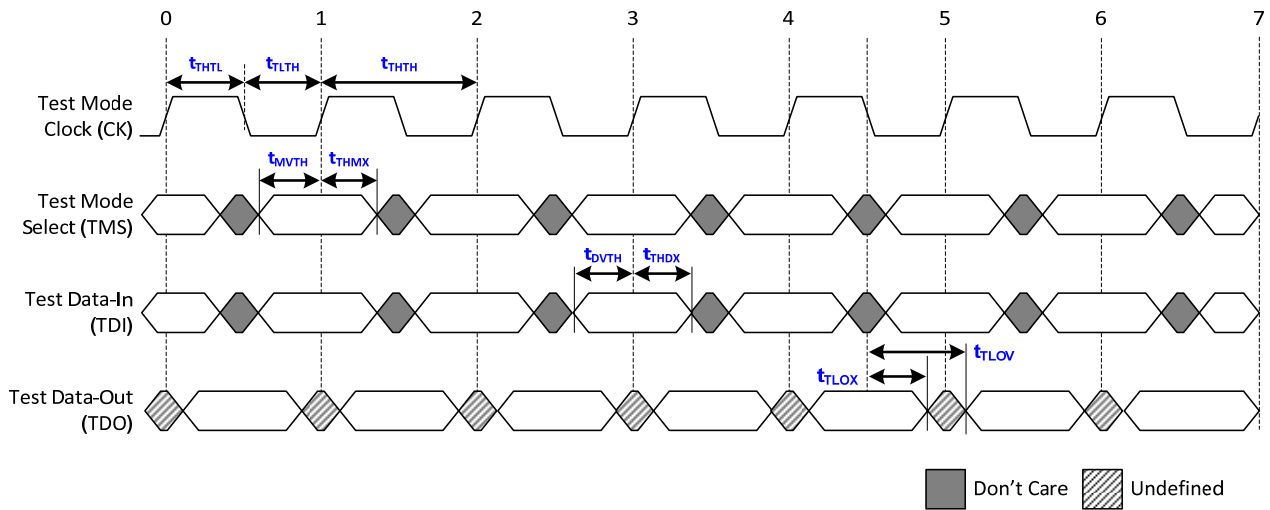 0 1 2 3 4 5 6 7
tTHTL tTLTH tTHTH
Test Mode
Clock (CK)
tMVTH tTHMX
Test Mode
Select (TMS)
tDVTH tTHDX
Test Data-In
(TDI)
tTLOV
tTLOX
Test Data-Out
(TDO)
Don't Care Undefined